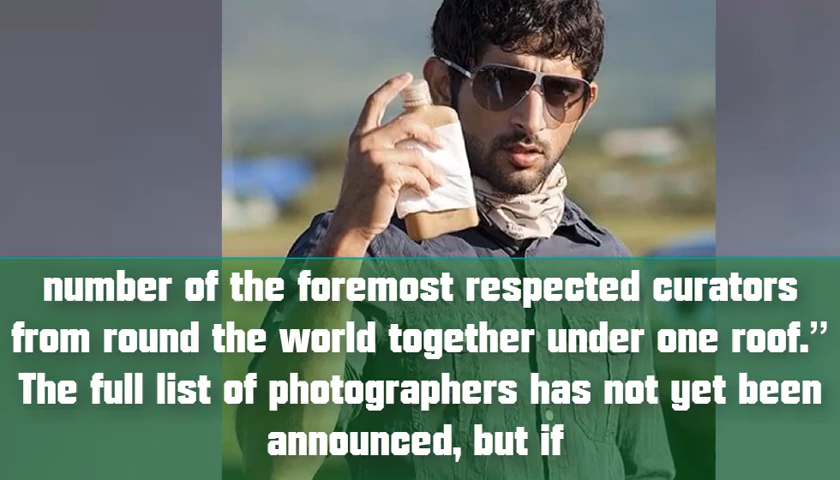 number of the foremost respected curators
from round the world together under one roof.”
The full list of photographers has not yet been
announced, but if